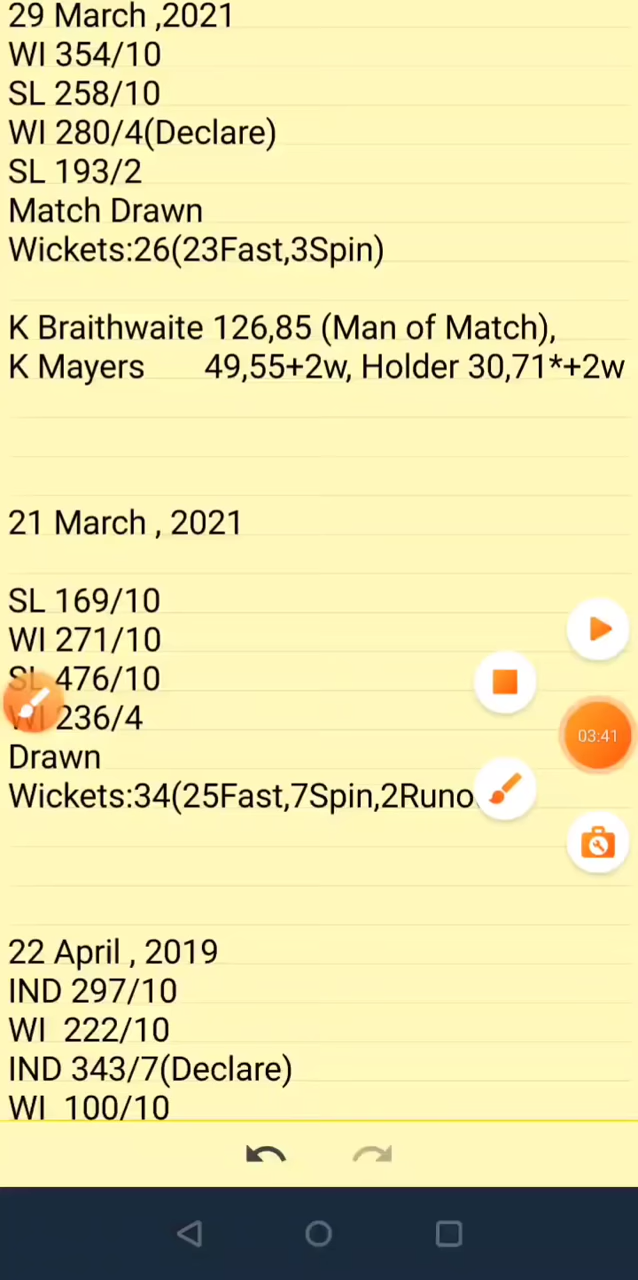 29 March ,2021
WI 354/10
SL 258/10
WI 280/4(Declare)
SL 193/2
Match Drawn
Wickets:26(23Fast,3Spin)
K Braithwaite 126,85 (Man of Match),
K Mayers 49,55+2w, Holder 30,71*+2w
21 March , 2021
SL 169/10
WI 271/10
SL 476/10
WI 236/4
Drawn
Wickets:34(25Fast,7Spin,2Runo
03:41
22 April , 2019
IND 297/10
WI 222/10
IND 343/7(Declare)
WI 100/10